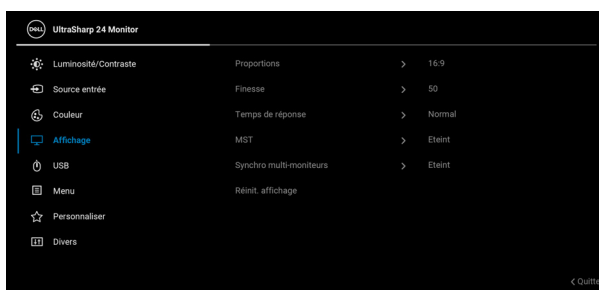 DELL UltraSharp 24 Monitor
Luminosité/Contraste Proportions 16:9
Source entrée Finesse 50
Couleur Temps de réponse Normal
Affichage MST Eteint
USB Synchro multi-moniteurs Eteint
Menu Réinit. affichage
Personnaliser
Divers
Quitte